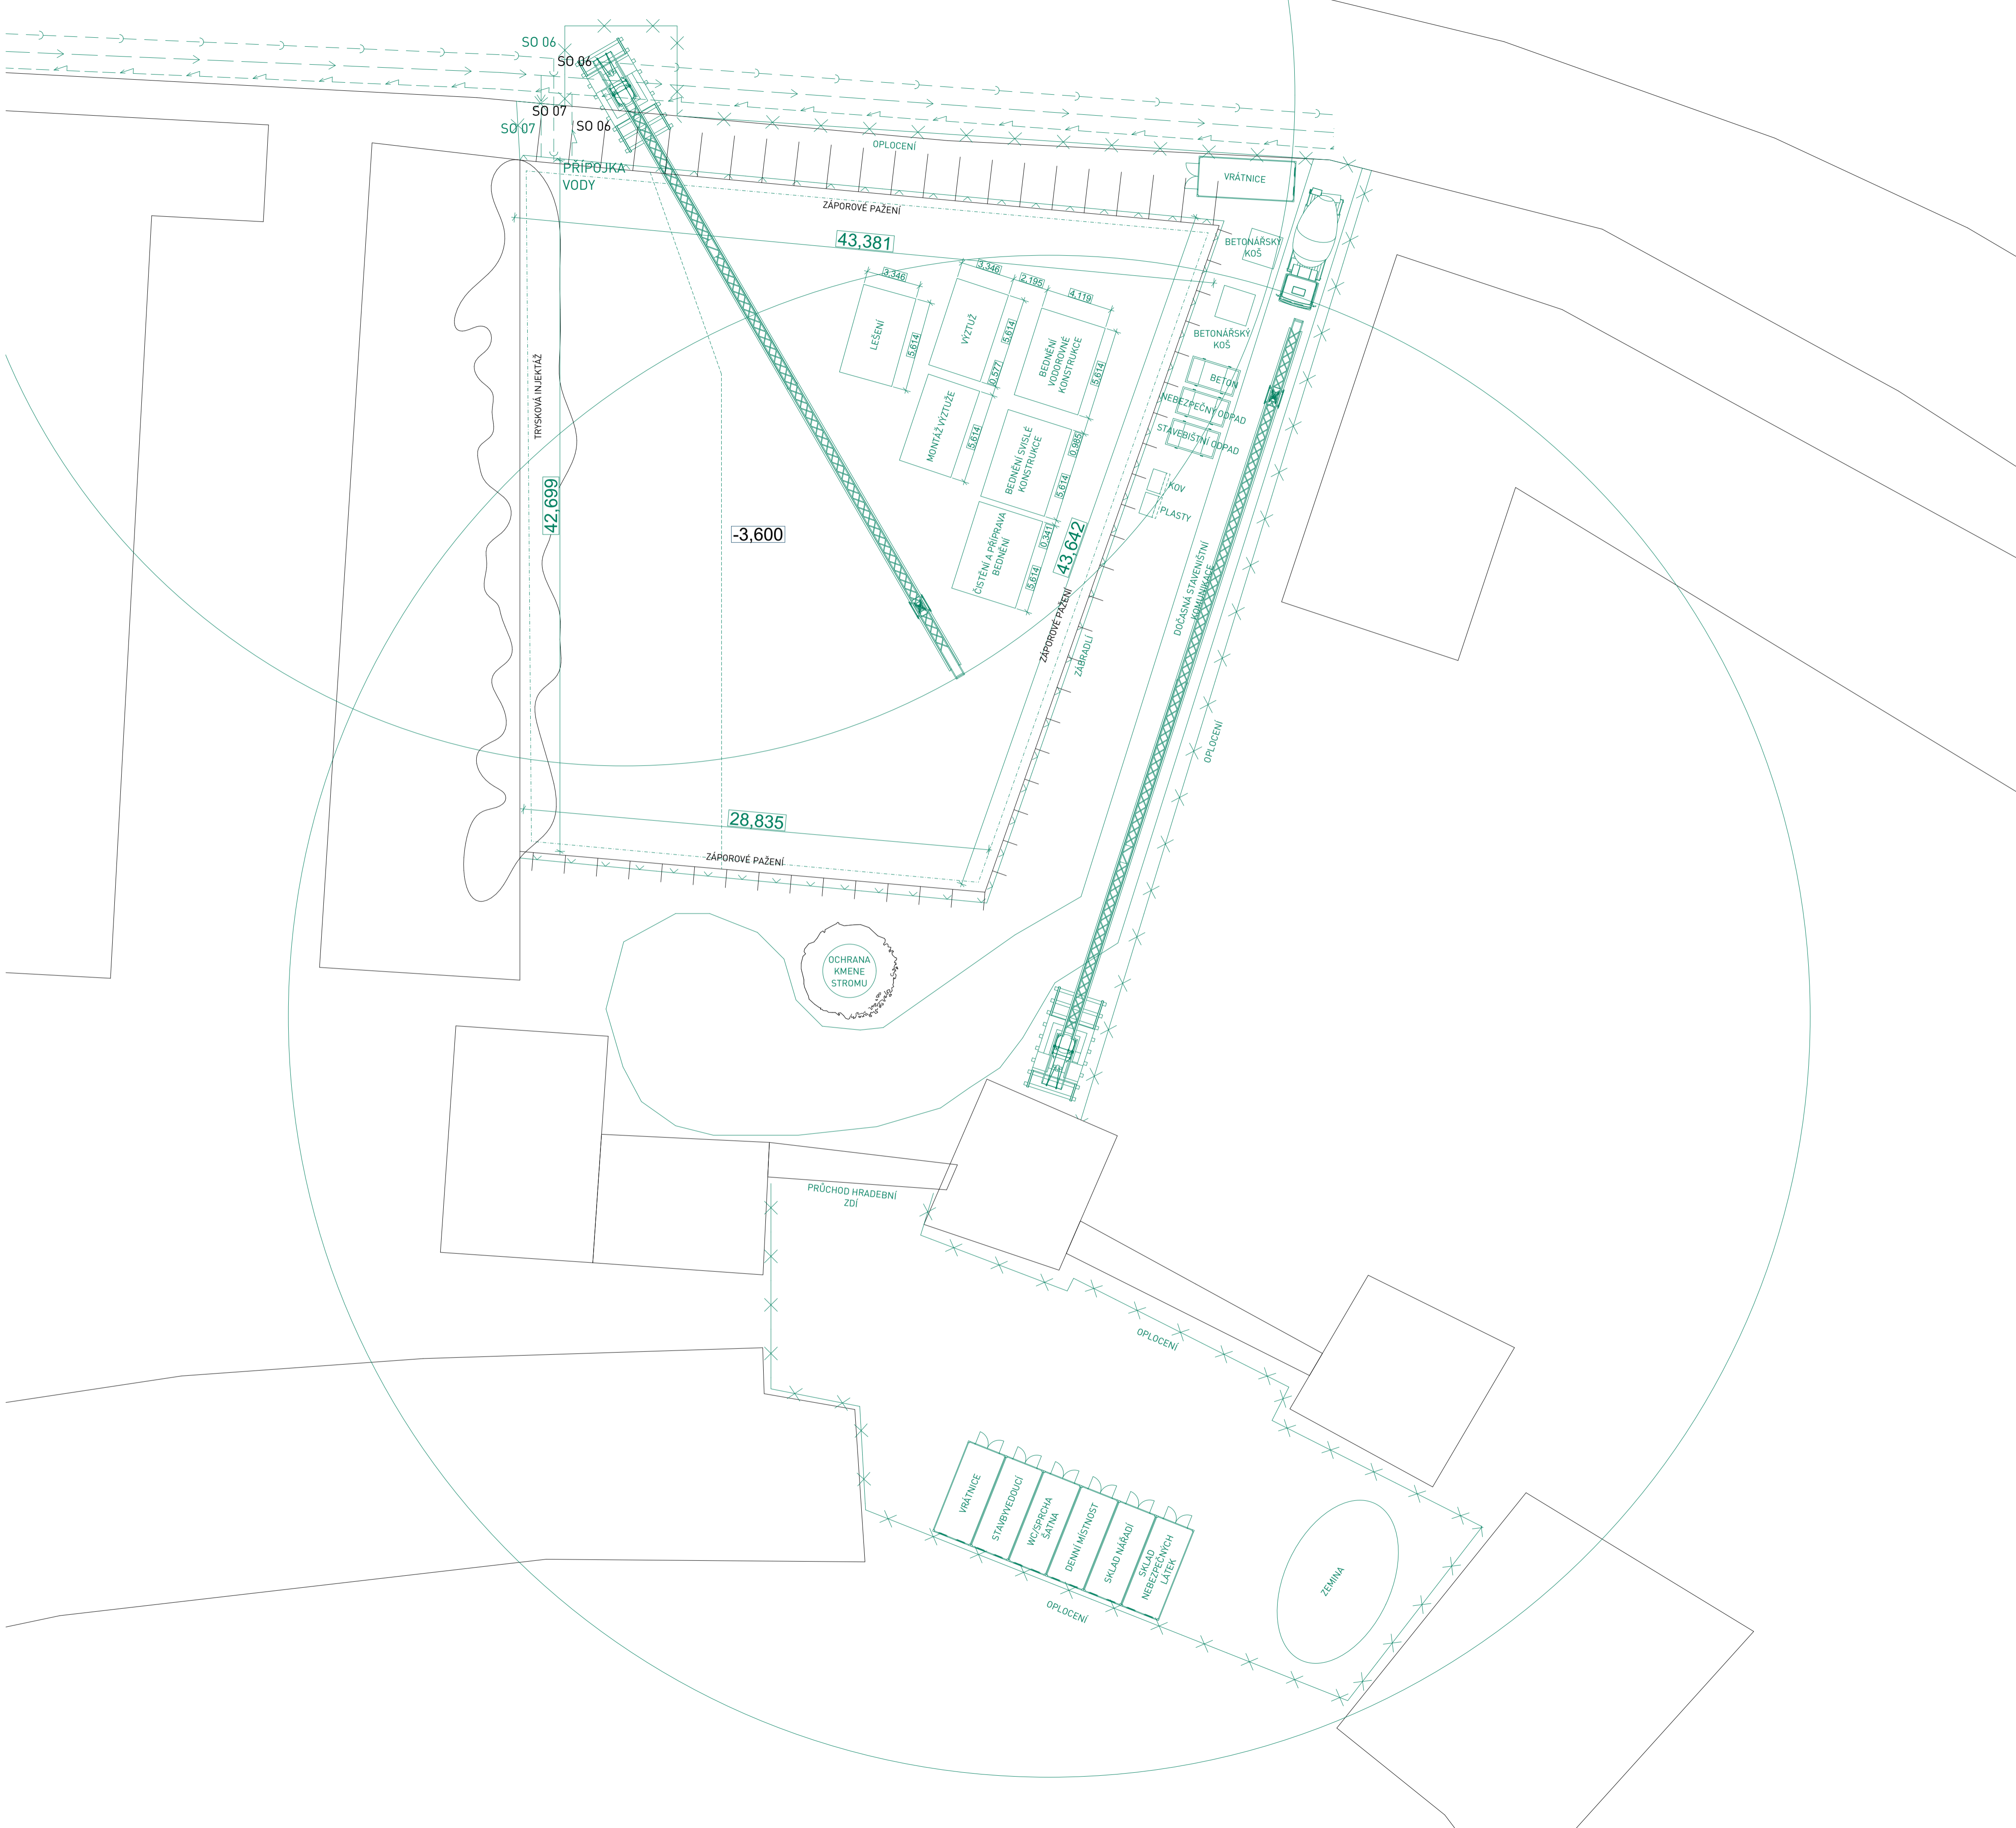 SO 06
SO 06
SO 07
SO 07
SO 06
PŘÍPOJKA
VODY
OPLOCENÍ
VRÁTNICE
ZÁPOROVÉ PAŽENÍ
43,381
BETONÁŘSKÝ
KOŠ
3,346
3,346
2,195
4,119
LEŠENÍ
5,614
VÝZTUŽ
5,614
BEDNĚNÍ
VODOROVNÉ
KONSTRUKCE
5,614
BETONÁŘSKÝ
KOŠ
0,577
BETON
NEBEZPEČNÝ ODPAD
STAVEBIŠTNÍ ODPAD
TRYSKOVÁ INJEKTÁŽ
MONTÁŽ VÝZTUŽE
5,614
BEDNĚNÍ SVISLÉ
KONSTRUKCE
0,985
5,614
KOV
PLASTY
42,699
-3,600
ČISTĚNÍ A PŘÍPRAVA
BEDNĚNÍ
0,341
5,614
43,642
DOČASNÁ STAVENIŠTNÍ
KOMUNIKACE
ZÁPOROVÉ PAŽENÍ
ZÁBRADLÍ
OPLOCENÍ
28,835
ZÁPOROVÉ PAŽENÍ
OCHRANA
KMENE
STROMU
PRŮCHOD HRADEBNÍ
ZDÍ
OPLOCENÍ
VRÁTNICE
STAVBYVEDOUCÍ
WC/SPRCHA
ŠATNA
DENNÍ MÍSTNOST
SKLAD NÁŘADÍ
SKLAD
NEBEZPEČNÝCH
LÁTEK
ZEMINA
OPLOCENÍ